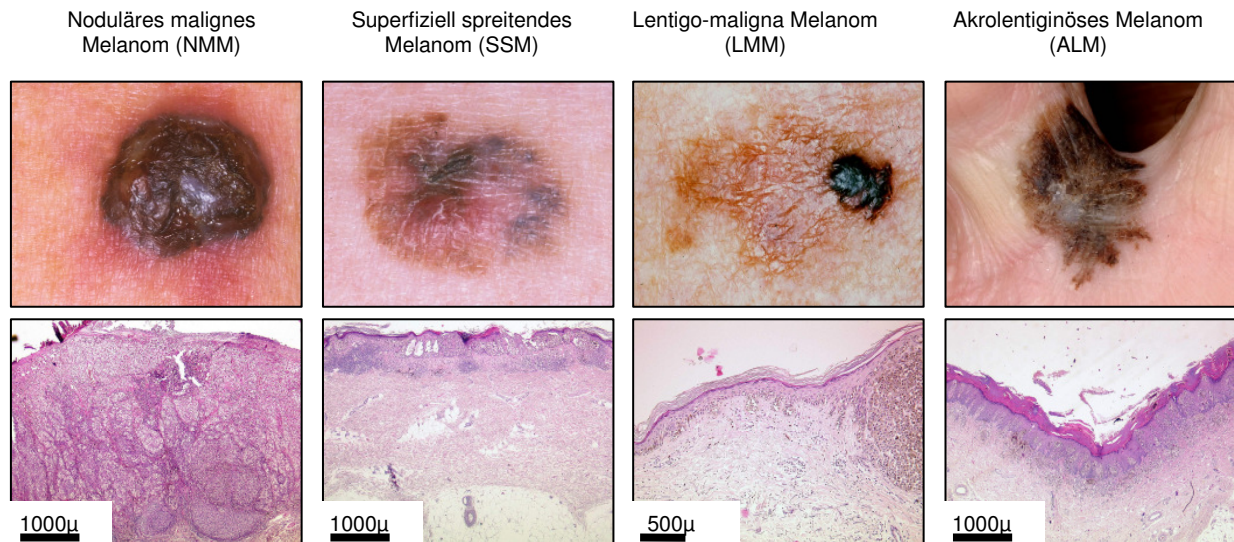 Noduläres malignes
Melanom (NMM)
Superfiziell spreitendes
Melanom (SSM)
Lentigo-maligna Melanom
(LMM)
Akrolentiginöses Melanom
(ALM)
1000µ
1000µ
500µ
1000µ